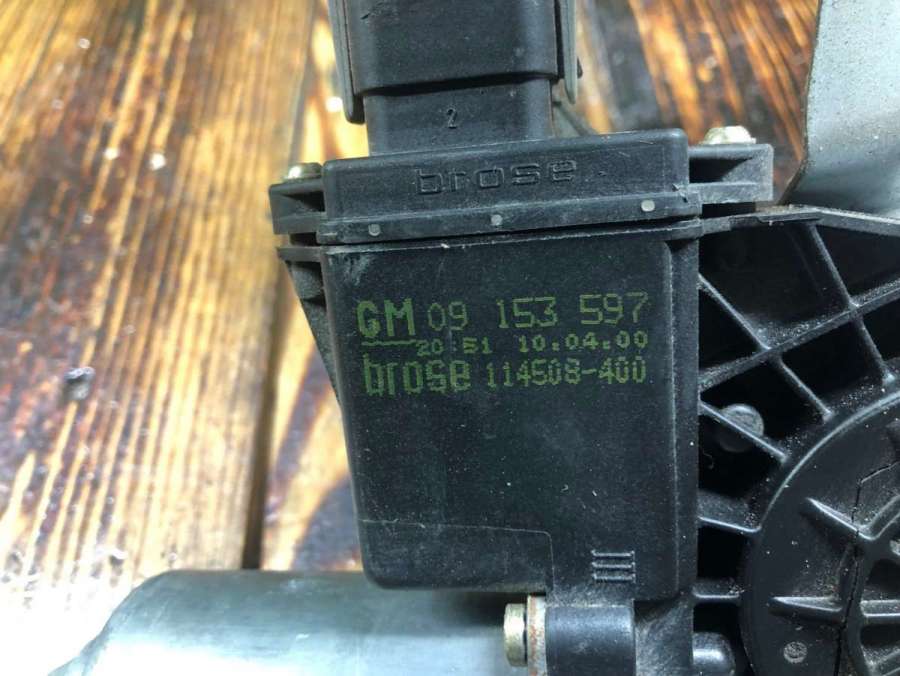 2
brose
GM 09 153 597
20:51 10.04.00
brose 114508-400